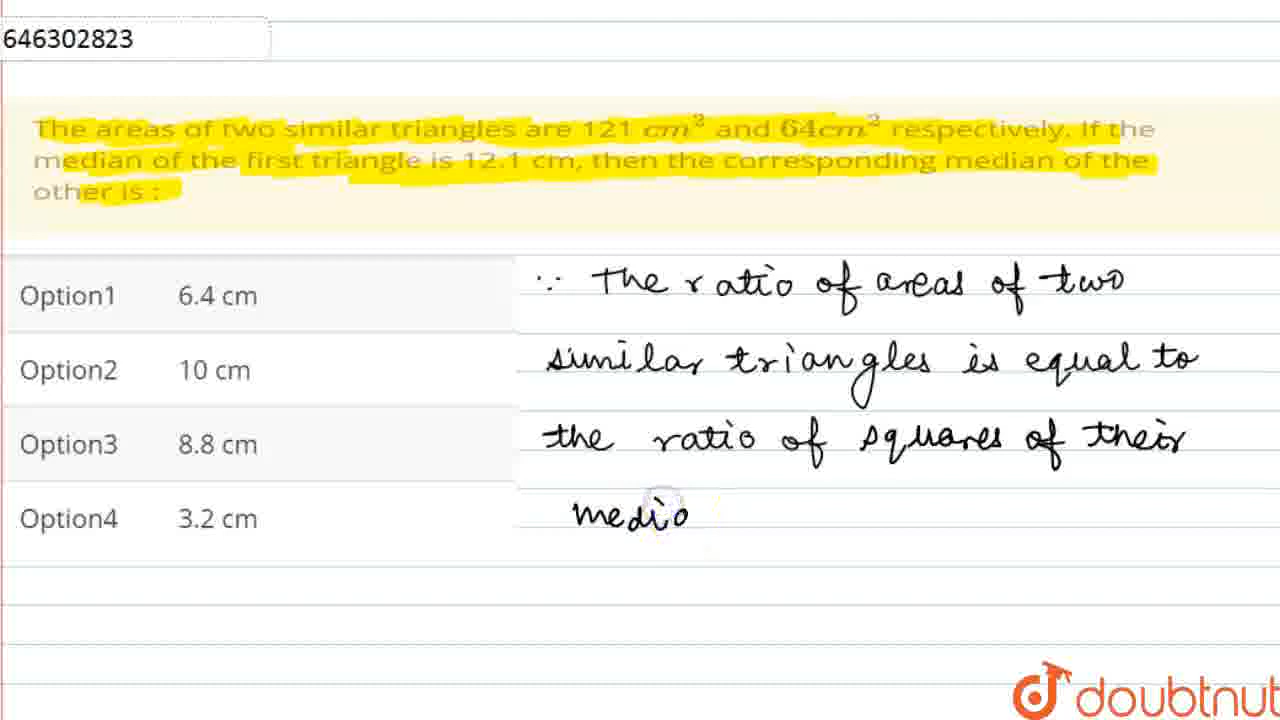 646302823
The areas of two similar triangles are 121 cm² and 64cm² respectively. If the
median of the first triangle is 12.1 cm, then the corresponding median of the
other is :
Option1 6.4 cm
Option2 10 cm
Option3 8.8 cm
Option4 3.2 cm
∵ The ratio of areas of two
similar triangles is equal to
the ratio of squares of their
medio
doubtnut